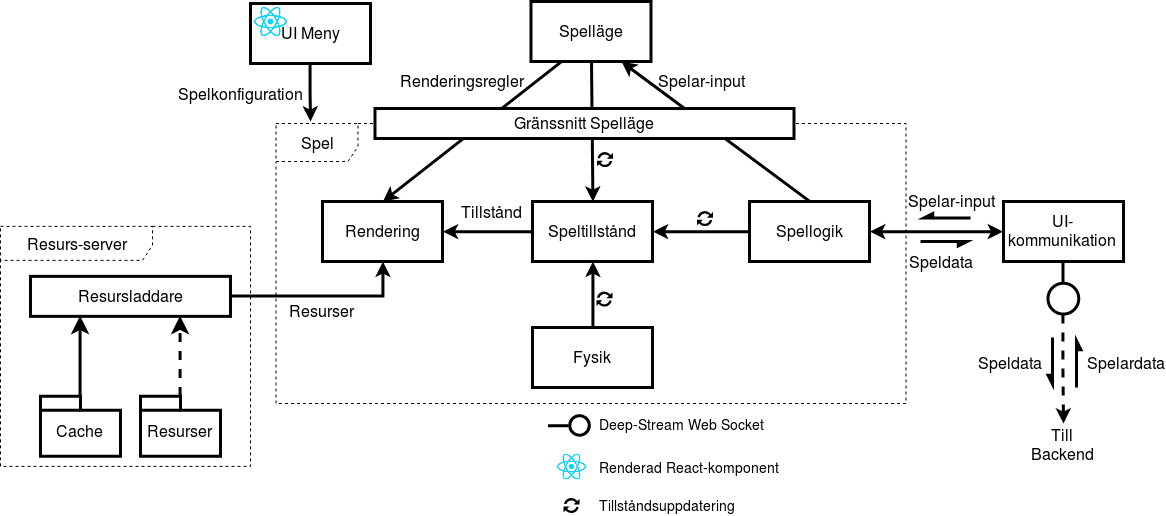 Spelläge
UI Meny
Renderingsregler
Spelar-input
Spelkonfiguration
Gränssnitt Spelläge
Spel
Spelar-input
Tillstånd
Rendering
Speltillstånd
Spellogik
UI-
kommunikation
Resurs-server
Speldata
Resursladdare
Resurser
Fysik
Speldata
Spelardata
Cache
Resurser
Deep-Stream Web Socket
Till
Backend
Renderad React-komponent
Tillståndsuppdatering